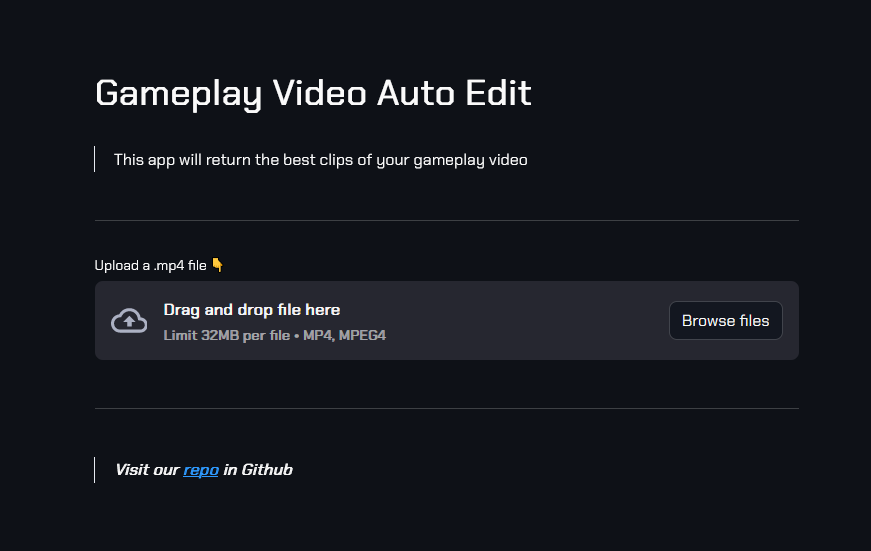 Gameplay Video Auto Edit
This app will return the best clips of your gameplay video
Upload a .mp4 file 👇
Drag and drop file here
Limit 32MB per file • MP4, MPEG4
Browse files
Visit our repo in Github